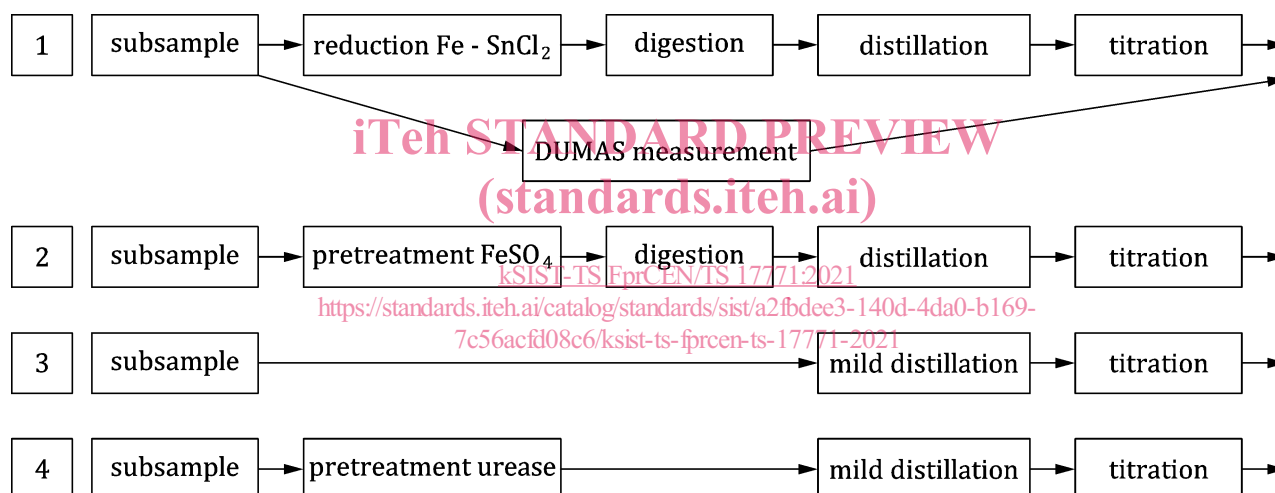 1 subsample reduction Fe - SnCl₂ digestion distillation titration
iTeh STANDARD PREVIEW
DUMAS measurement
(standards.iteh.ai)
2 subsample pretreatment FeSO₄ digestion distillation titration
kSIST-TS FprCEN/TS 17771:2021
https://standards.iteh.ai/catalog/standards/sist/a2fbdee3-140d-4da0-b169-
7c56acfd08c6/ksist-ts-fprcen-ts-17771-2021
3 subsample mild distillation titration
4 subsample pretreatment urease mild distillation titration